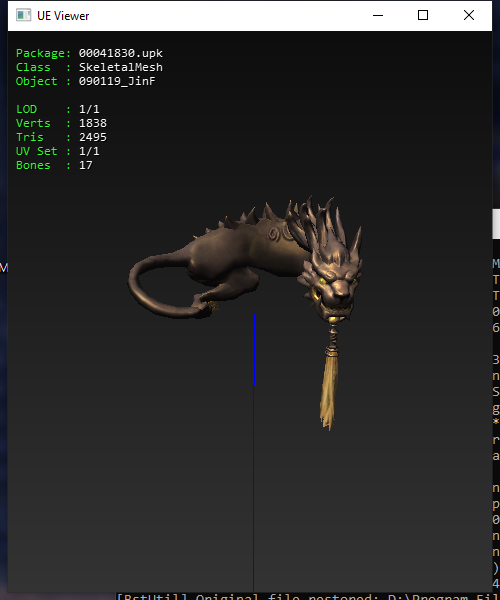 UE Viewer
Package: 00041830.upk
Class : SkeletalMesh
Object : 090119_JinF
LOD : 1/1
Verts : 1838
Tris : 2495
UV Set : 1/1
Bones : 17
M
M
T
T
0
6
3
n
S
g
*
r
a
n
p
0
n
n
)
4
[BstUtil] Original file restored: D:\Program Fil